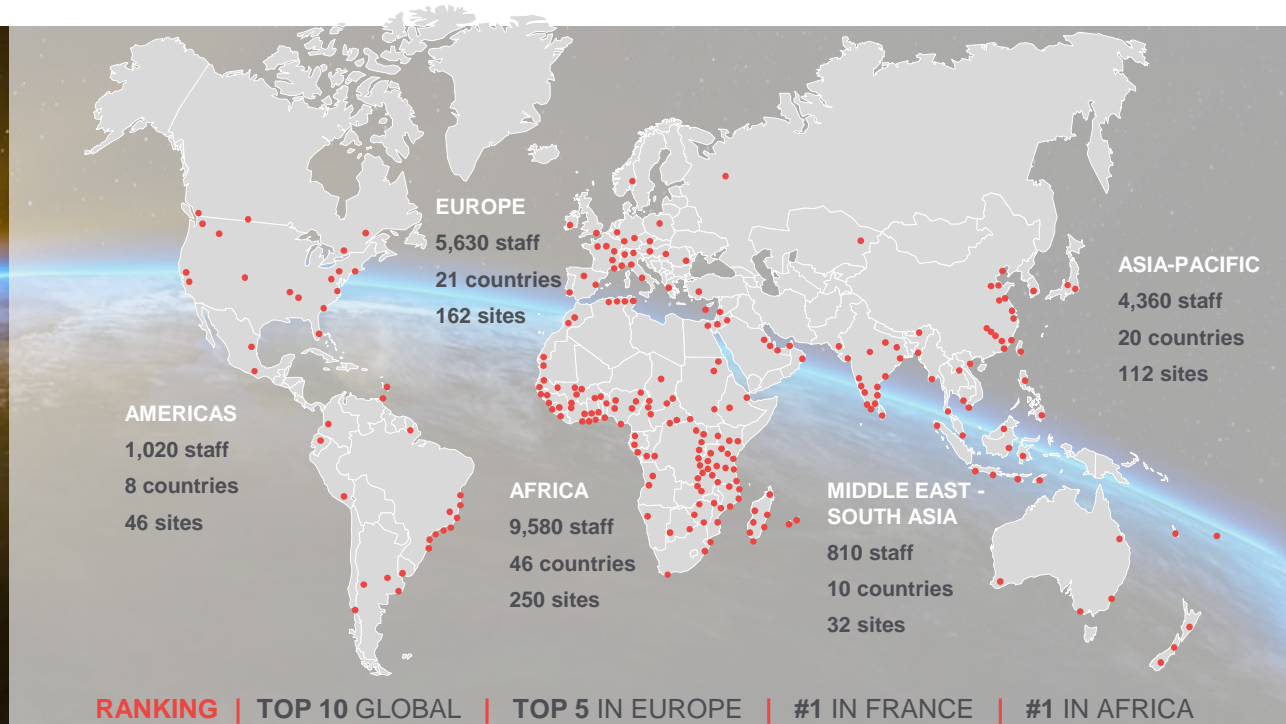 EUROPE
5,630 staff
21 countries
162 sites
ASIA-PACIFIC
4,360 staff
20 countries
112 sites
AMERICAS
1,020 staff
8 countries
46 sites
AFRICA
9,580 staff
46 countries
250 sites
MIDDLE EAST -
SOUTH ASIA
810 staff
10 countries
32 sites
RANKING | TOP 10 GLOBAL | TOP 5 IN EUROPE | #1 IN FRANCE | #1 IN AFRICA